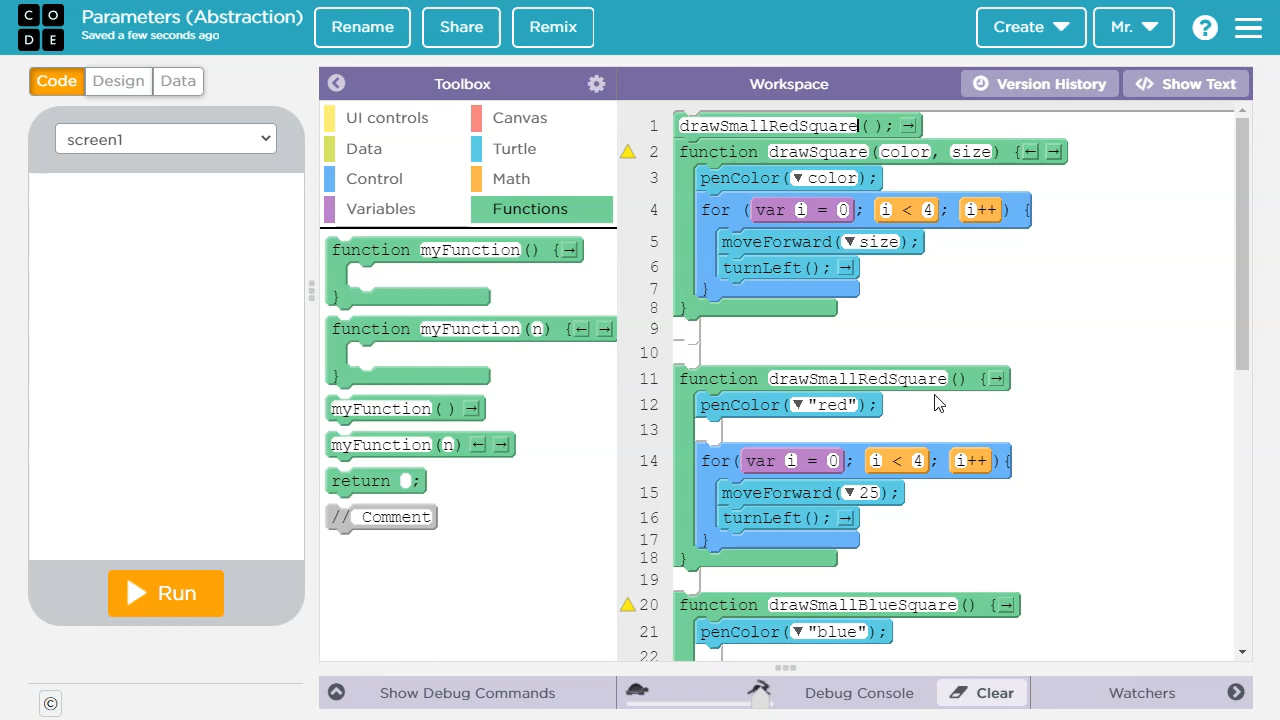 CO
DE
Parameters (Abstraction)
Saved a few seconds ago
Rename
Share
Remix
Create
Mr.
?
Code
Design
Data
screen1
Run
©
Toolbox
UI controls
Canvas
Data
Turtle
Control
Math
Variables
Functions
function myFunction() {→
}
function myFunction(n) {← →
}
myFunction() →
myFunction(n) ← →
return ;
// Comment
Workspace
Version History
</> Show Text
1 drawSmallRedSquare(); →
2 function drawSquare(color, size) {← →
3 penColor(▼color);
4 for (var i = 0; i < 4; i++) {
5 moveForward(▼size);
6 turnLeft(); →
7 }
8 }
9
10
11 function drawSmallRedSquare() {→
12 penColor(▼"red");
13
14 for(var i = 0; i < 4; i++){
15 moveForward(▼25);
16 turnLeft(); →
17 }
18 }
19
20 function drawSmallBlueSquare() {→
21 penColor(▼"blue");
22
Show Debug Commands
Debug Console
Clear
Watchers